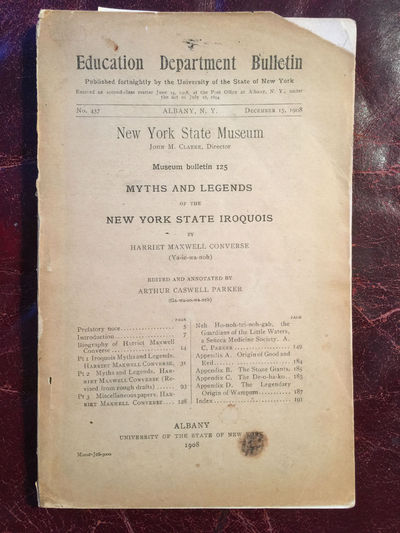 Education Department Bulletin
Published fortnightly by the University of the State of New York
Entered as second-class matter June 24, 1908, at the Post Office at Albany, N. Y., under
the act of July 16, 1894
No. 437 ALBANY, N. Y. DECEMBER 15, 1908
New York State Museum
JOHN M. CLARKE, Director
Museum bulletin 125
MYTHS AND LEGENDS
OF THE
NEW YORK STATE IROQUOIS
BY
HARRIET MAXWELL CONVERSE
(Ya-ie-wa-noh)
EDITED AND ANNOTATED BY
ARTHUR CASWELL PARKER
(Ga-wa-so-wa-neh)
PAGE
Prefatory note 5
Introduction 7
Biography of Harriet Maxwell
Converse 14
Pt 1 Iroquois Myths and Legends.
HARRIET MAXWELL CONVERSE, 31
Pt 2 Myths and Legends. HAR-
RIET MAXWELL CONVERSE (Re-
vised from rough drafts) 93
Pt 3 Miscellaneous papers. HAR-
RIET MAXWELL CONVERSE 128
PAGE
Neh Ho-noh-tci-noh-gah, the
Guardians of the Little Waters,
a Seneca Medicine Society. A.
C. PARKER 149
Appendix A. Origin of Good and
Evil 184
Appendix B. The Stone Giants, 185
Appendix C. The De-o-ha-ko 185
Appendix D. The Legendary
Origin of Wampum 187
Index 191
ALBANY
UNIVERSITY OF THE STATE OF NEW
1908